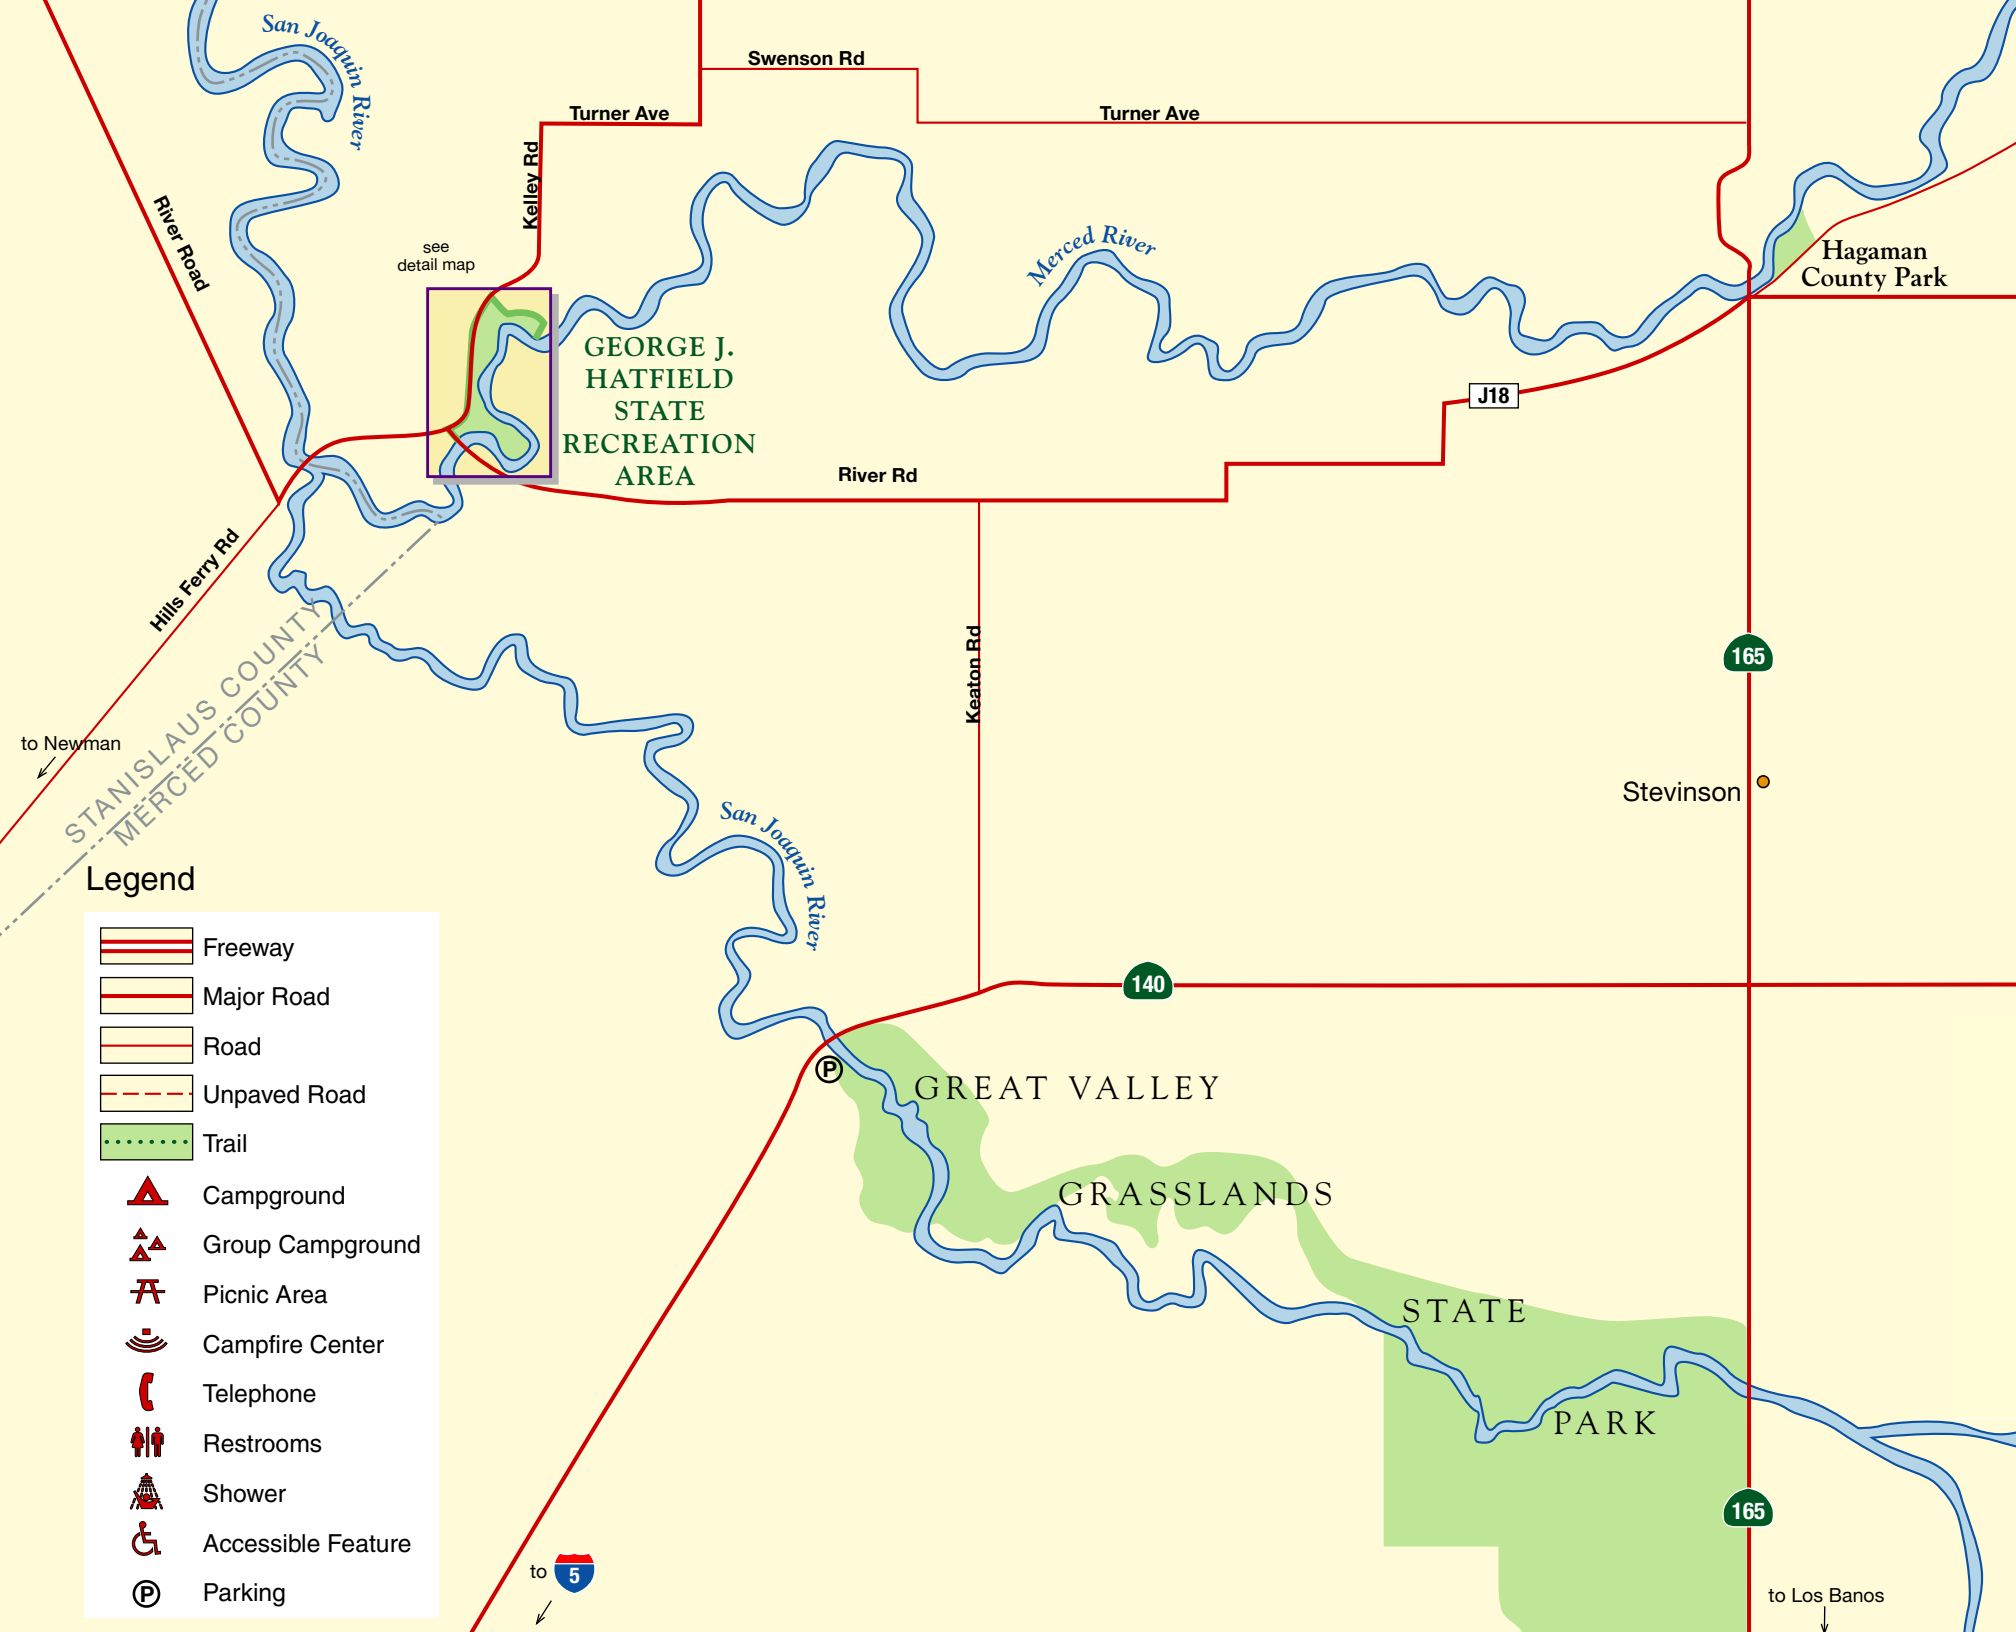 San Joaquin River
Swenson Rd
Turner Ave
Turner Ave
Kelley Rd
River Road
see
detail map
Merced River
Hagaman
County Park
GEORGE J.
HATFIELD
STATE
RECREATION
AREA
J18
River Rd
Hills Ferry Rd
Keaton Rd
165
to Newman
STANISLAUS COUNTY
MERCED COUNTY
Stevinson
San Joaquin River
140
P
GREAT VALLEY
GRASSLANDS
STATE
PARK
165
to 5
to Los Banos
Legend
Freeway
Major Road
Road
Unpaved Road
Trail
Campground
Group Campground
Picnic Area
Campfire Center
Telephone
Restrooms
Shower
Accessible Feature
P Parking